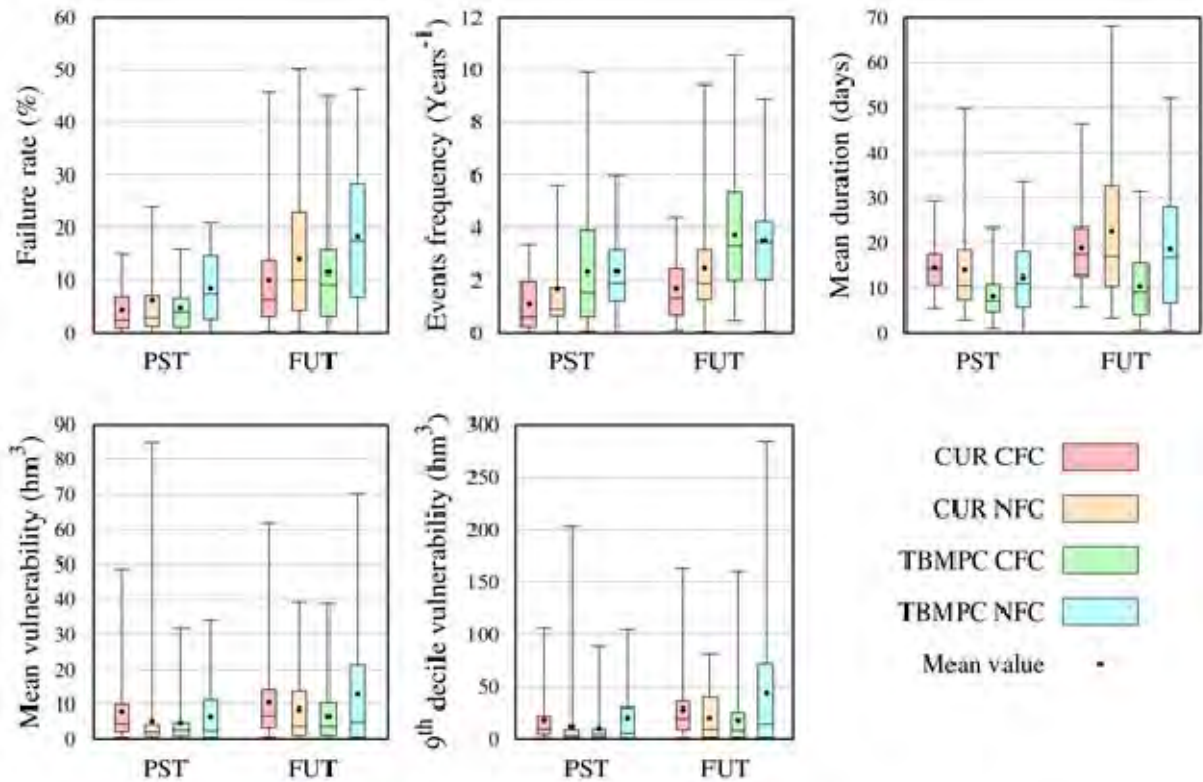 Failure rate (%)
60
50
40
30
20
10
0
PST FUT
Events frequency (Years-1)
12
10
8
6
4
2
0
PST FUT
Mean duration (days)
70
60
50
40
30
20
10
0
PST FUT
Mean vulnerability (hm3)
90
80
70
60
50
40
30
20
10
0
PST FUT
9th decile vulnerability (hm3)
300
250
200
150
100
50
0
PST FUT
CUR CFC
CUR NFC
TBMPC CFC
TBMPC NFC
Mean value